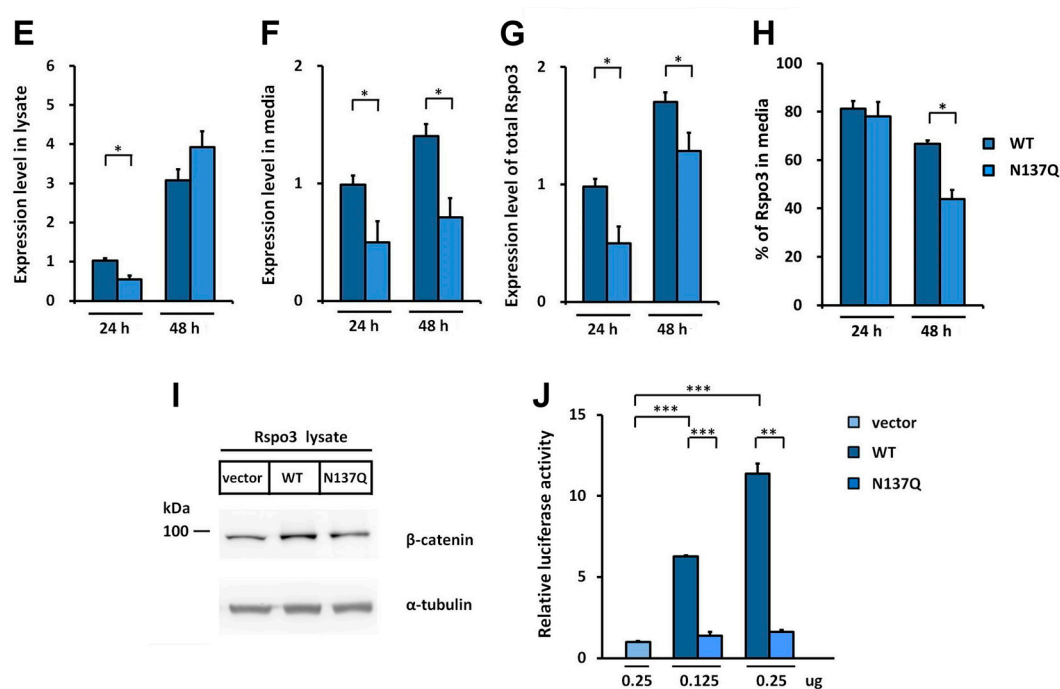 E
Expression level in lysate
6
5
4
3
2
1
0
*
24 h
48 h
F
Expression level in media
2
1
0
*
*
24 h
48 h
G
Expression level of total Rspo3
2
1
0
*
*
24 h
48 h
H
% of Rspo3 in media
100
80
60
40
20
0
*
24 h
48 h
WT
N137Q
I
Rspo3 lysate
vector WT N137Q
kDa
100
β-catenin
α-tubulin
J
Relative luciferase activity
15
10
5
0
***
***
***
**
0.25 0.125 0.25 ug
vector
WT
N137Q